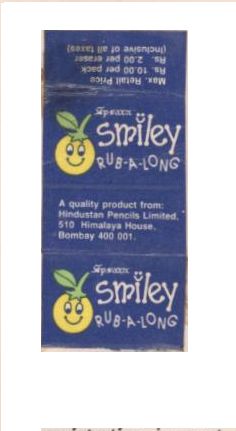 Max. Retail Price
Rs. 10.00 per pack
Rs. 2.00 per eraser
(Inclusive of all taxes)
smiley
RUB-A-LONG
A quality product from:
Hindustan Pencils Limited,
510 Himalaya House,
Bombay 400 001.
smiley
RUB-A-LONG